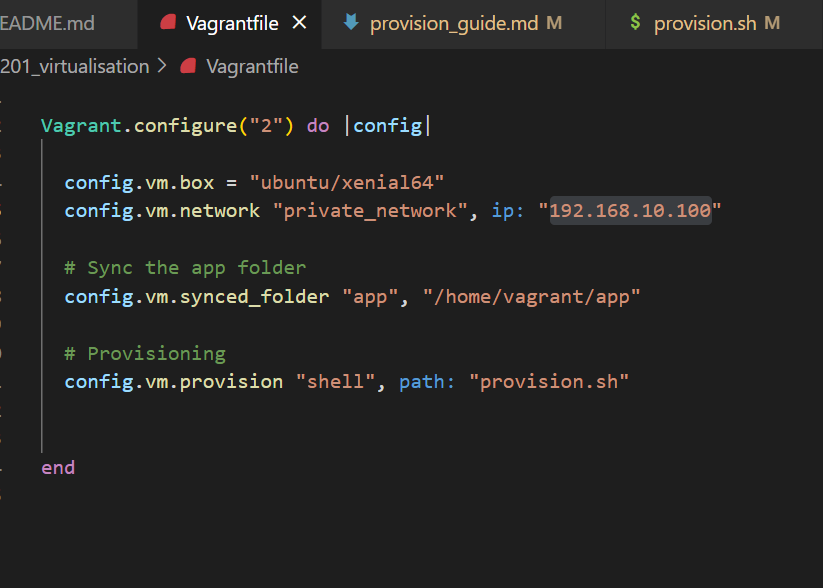 EADME.md
Vagrantfile
provision_guide.md M
$ provision.sh M
201_virtualisation > Vagrantfile
Vagrant.configure("2") do |config|
config.vm.box = "ubuntu/xenial64"
config.vm.network "private_network", ip: "192.168.10.100"
# Sync the app folder
config.vm.synced_folder "app", "/home/vagrant/app"
# Provisioning
config.vm.provision "shell", path: "provision.sh"
end